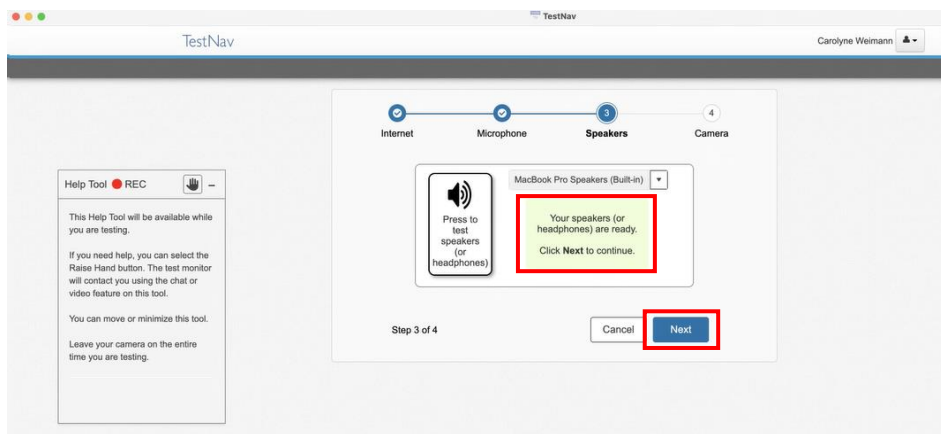 TestNav
TestNav
Carolyne Weimann
3
4
Internet
Microphone
Speakers
Camera
Help Tool REC
This Help Tool will be available while
you are testing.
If you need help, you can select the
Raise Hand button. The test monitor
will contact you using the chat or
video feature on this tool.
You can move or minimize this tool.
Leave your camera on the entire
time you are testing.
Press to
test
speakers
(or
headphones)
MacBook Pro Speakers (Built-in)
Your speakers (or
headphones) are ready.
Click Next to continue.
Step 3 of 4
Cancel
Next